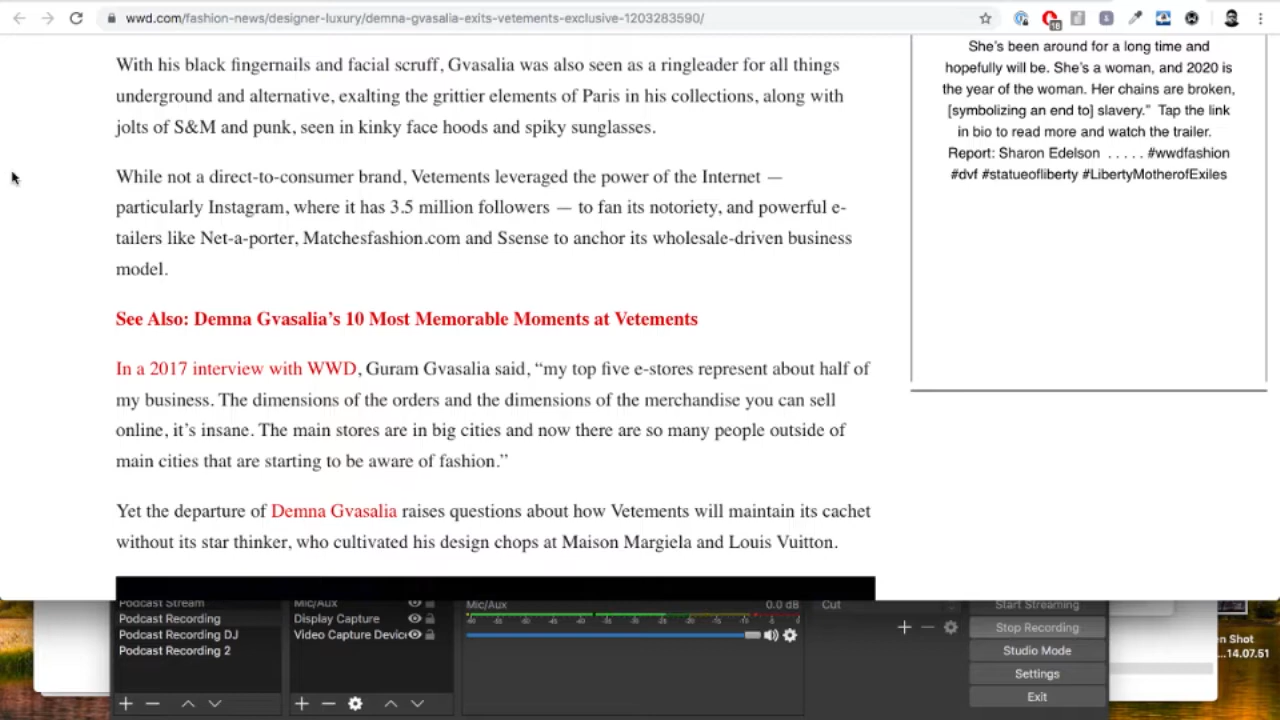 wwd.com/fashion-news/designer-luxury/demna-gvasalia-exits-vetements-exclusive-1203283590/
18
With his black fingernails and facial scruff, Gvasalia was also seen as a ringleader for all things
underground and alternative, exalting the grittier elements of Paris in his collections, along with
jolts of S&M and punk, seen in kinky face hoods and spiky sunglasses.
While not a direct-to-consumer brand, Vetements leveraged the power of the Internet —
particularly Instagram, where it has 3.5 million followers — to fan its notoriety, and powerful e-
tailers like Net-a-porter, Matchesfashion.com and Ssense to anchor its wholesale-driven business
model.
See Also: Demna Gvasalia’s 10 Most Memorable Moments at Vetements
In a 2017 interview with WWD, Guram Gvasalia said, “my top five e-stores represent about half of
my business. The dimensions of the orders and the dimensions of the merchandise you can sell
online, it’s insane. The main stores are in big cities and now there are so many people outside of
main cities that are starting to be aware of fashion.”
Yet the departure of Demna Gvasalia raises questions about how Vetements will maintain its cachet
without its star thinker, who cultivated his design chops at Maison Margiela and Louis Vuitton.
She’s been around for a long time and
hopefully will be. She’s a woman, and 2020 is
the year of the woman. Her chains are broken,
[symbolizing an end to] slavery.” Tap the link
in bio to read more and watch the trailer.
Report: Sharon Edelson . . . . . #wwdfashion
#dvf #statueofliberty #LibertyMotherofExiles
Podcast Stream
Podcast Recording
Podcast Recording DJ
Podcast Recording 2
Mic/Aux
Display Capture
Video Capture Device
Mic/Aux
0.0 dB
Cut
Start Streaming
Stop Recording
Studio Mode
Settings
Exit
n Shot
...14.07.51